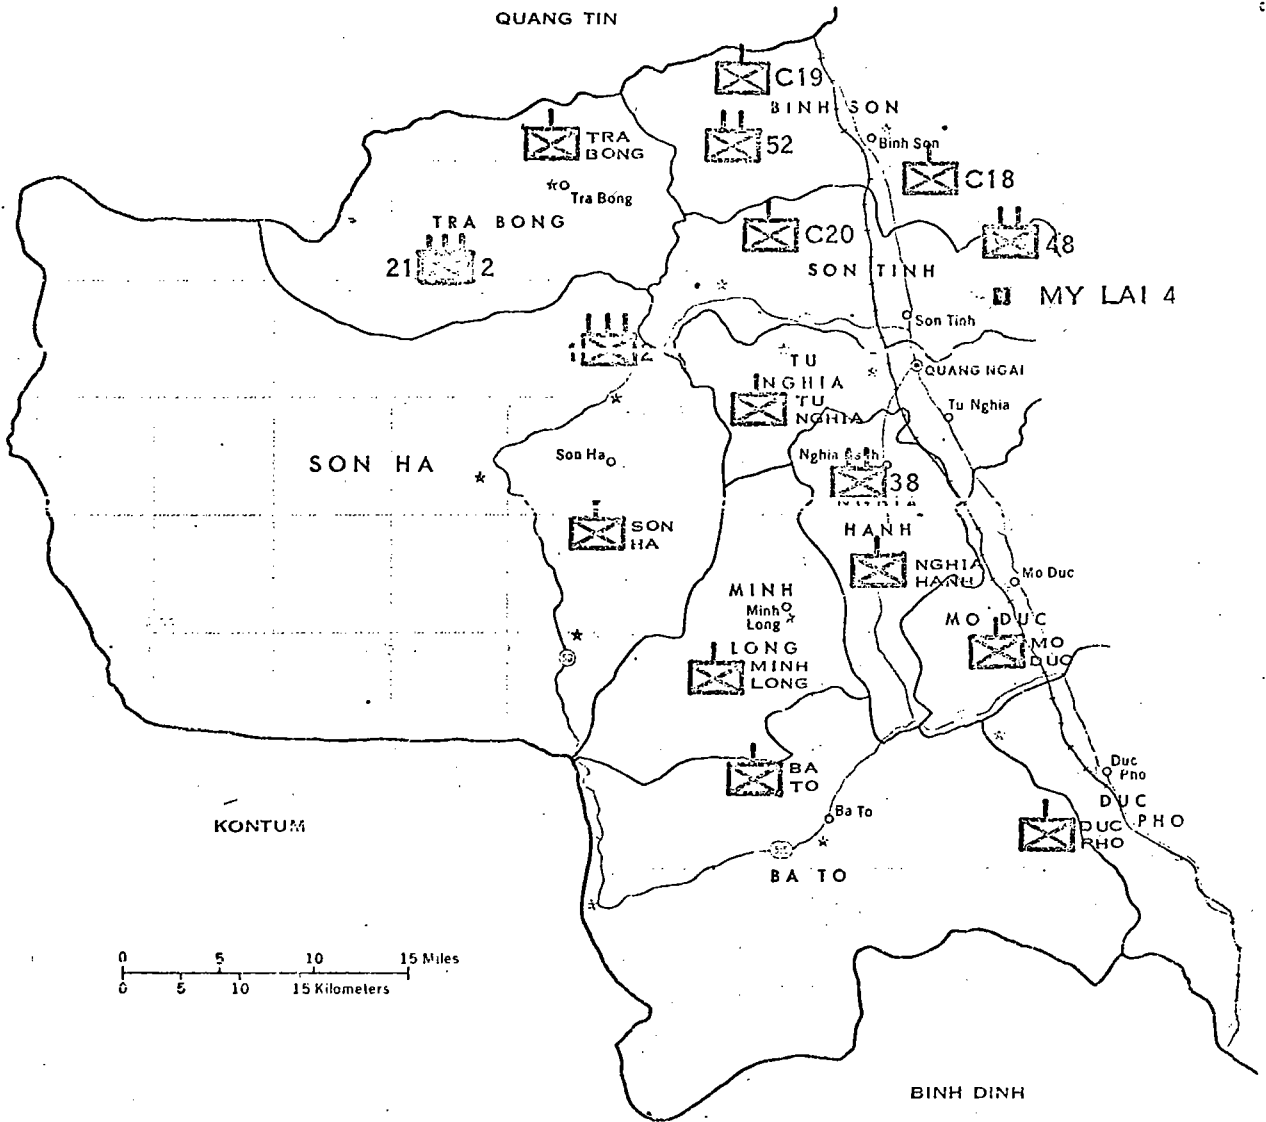 QUANG TIN
C19
BINH SON
TRA
BONG
52
Binh Son
C18
Tra Bong
TRA BONG
C20
48
21
2
SON TINH
MY LAI 4
Son Tinh
2
TU
NGHIA
QUANG NGAI
TU
NGHIA
Tu Nghia
SON HA
Son Ha
38
SON
HA
HANH
NGHIA
HANH
Mo Duc
MINH
Minh
Long
MO DUC
LONG
MINH
LONG
MO
DUC
BA
TO
Duc
Pho
DUC
PHO
Ba To
DUC
PHO
KONTUM
BA TO
0 5 10 15 Miles
0 5 10 15 Kilometers
BINH DINH